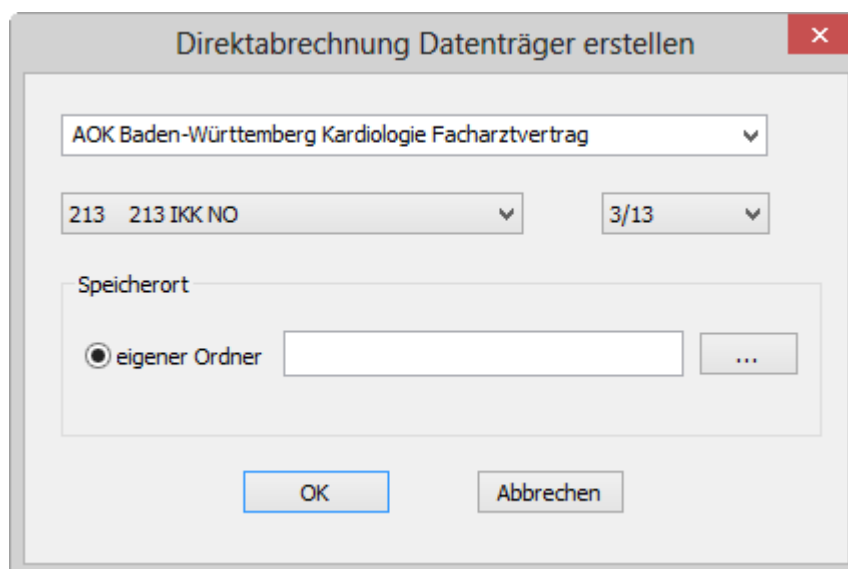 Direktabrechnung Datenträger erstellen
AOK Baden-Württemberg Kardiologie Facharztvertrag
213 213 IKK NO 3/13
Speicherort
eigener Ordner ...
OK Abbrechen